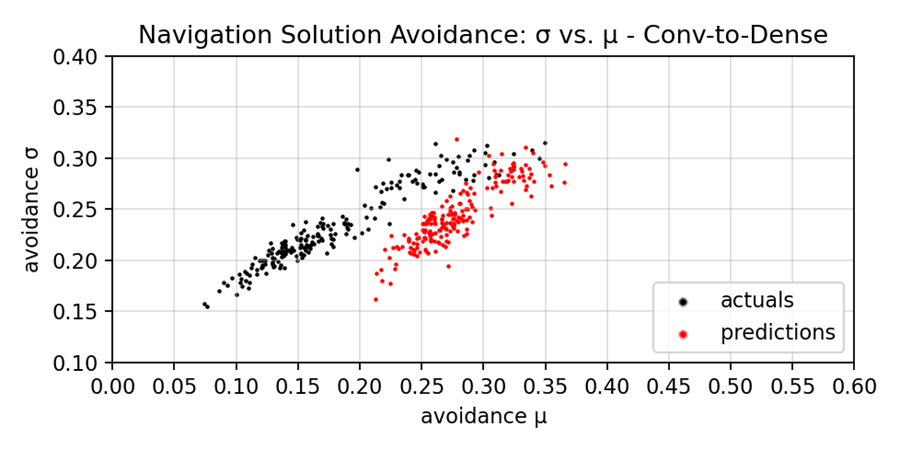 Navigation Solution Avoidance: σ vs. μ - Conv-to-Dense
0.40
0.35
0.30
0.25
0.20
0.15
0.10
avoidance σ
actuals
predictions
0.00 0.05 0.10 0.15 0.20 0.25 0.30 0.35 0.40 0.45 0.50 0.55 0.60
avoidance μ